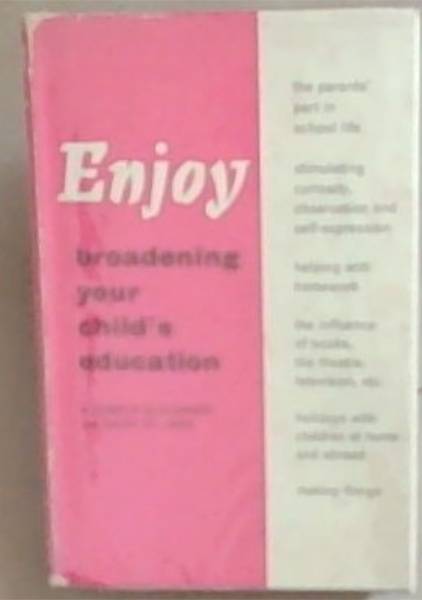 Enjoy
broadening
your
child's
education
the parents'
part in
school life
stimulating
curiosity,
observation and
self-expression
helping with
homework
the influence
of books,
the theatre,
television, etc.
holidays with
children at home
and abroad
making things